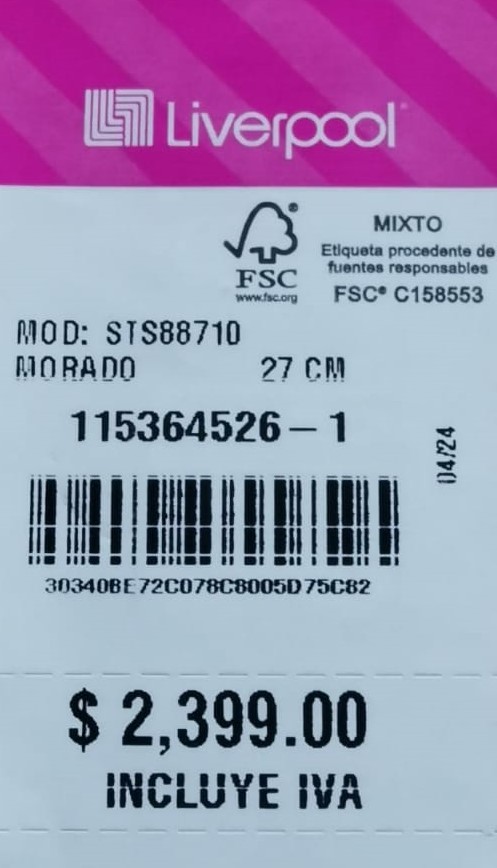 Liverpool
FSC®
www.fsc.org
MIXTO
Etiqueta procedente de
fuentes responsables
FSC® C158553
MOD: STS88710
MORADO 27 CM
115364526-1
04/24
30340BE72C078C8005D75C82
$ 2,399.00
INCLUYE IVA